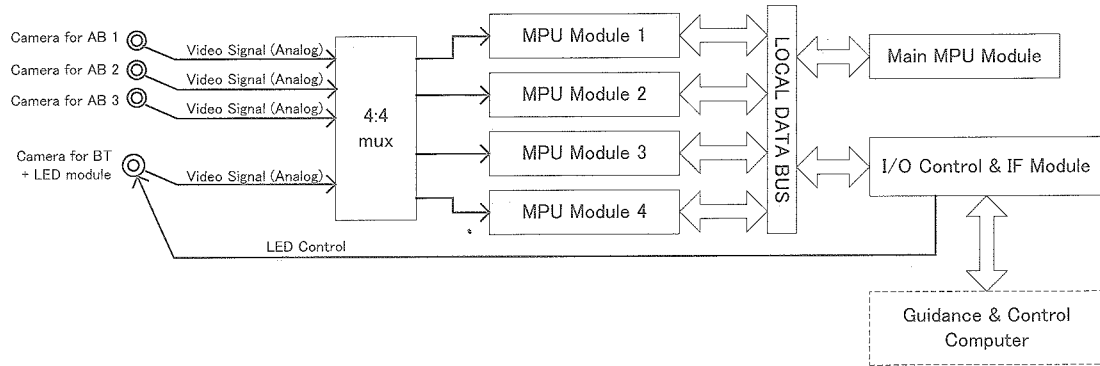 Camera for AB 1
Camera for AB 2
Camera for AB 3
Camera for BT
+ LED module
Video Signal (Analog)
Video Signal (Analog)
Video Signal (Analog)
Video Signal (Analog)
4:4
mux
MPU Module 1
MPU Module 2
MPU Module 3
MPU Module 4
LOCAL DATA BUS
Main MPU Module
I/O Control & IF Module
LED Control
Guidance & Control
Computer